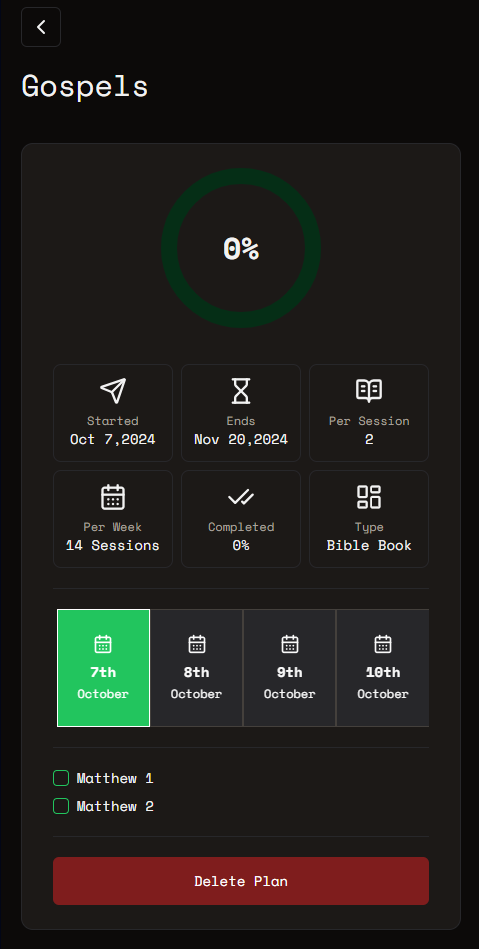 Gospels
0%
Started
Oct 7,2024
Ends
Nov 20,2024
Per Session
2
Per Week
14 Sessions
Completed
0%
Type
Bible Book
7th
October
8th
October
9th
October
10th
October
Matthew 1
Matthew 2
Delete Plan